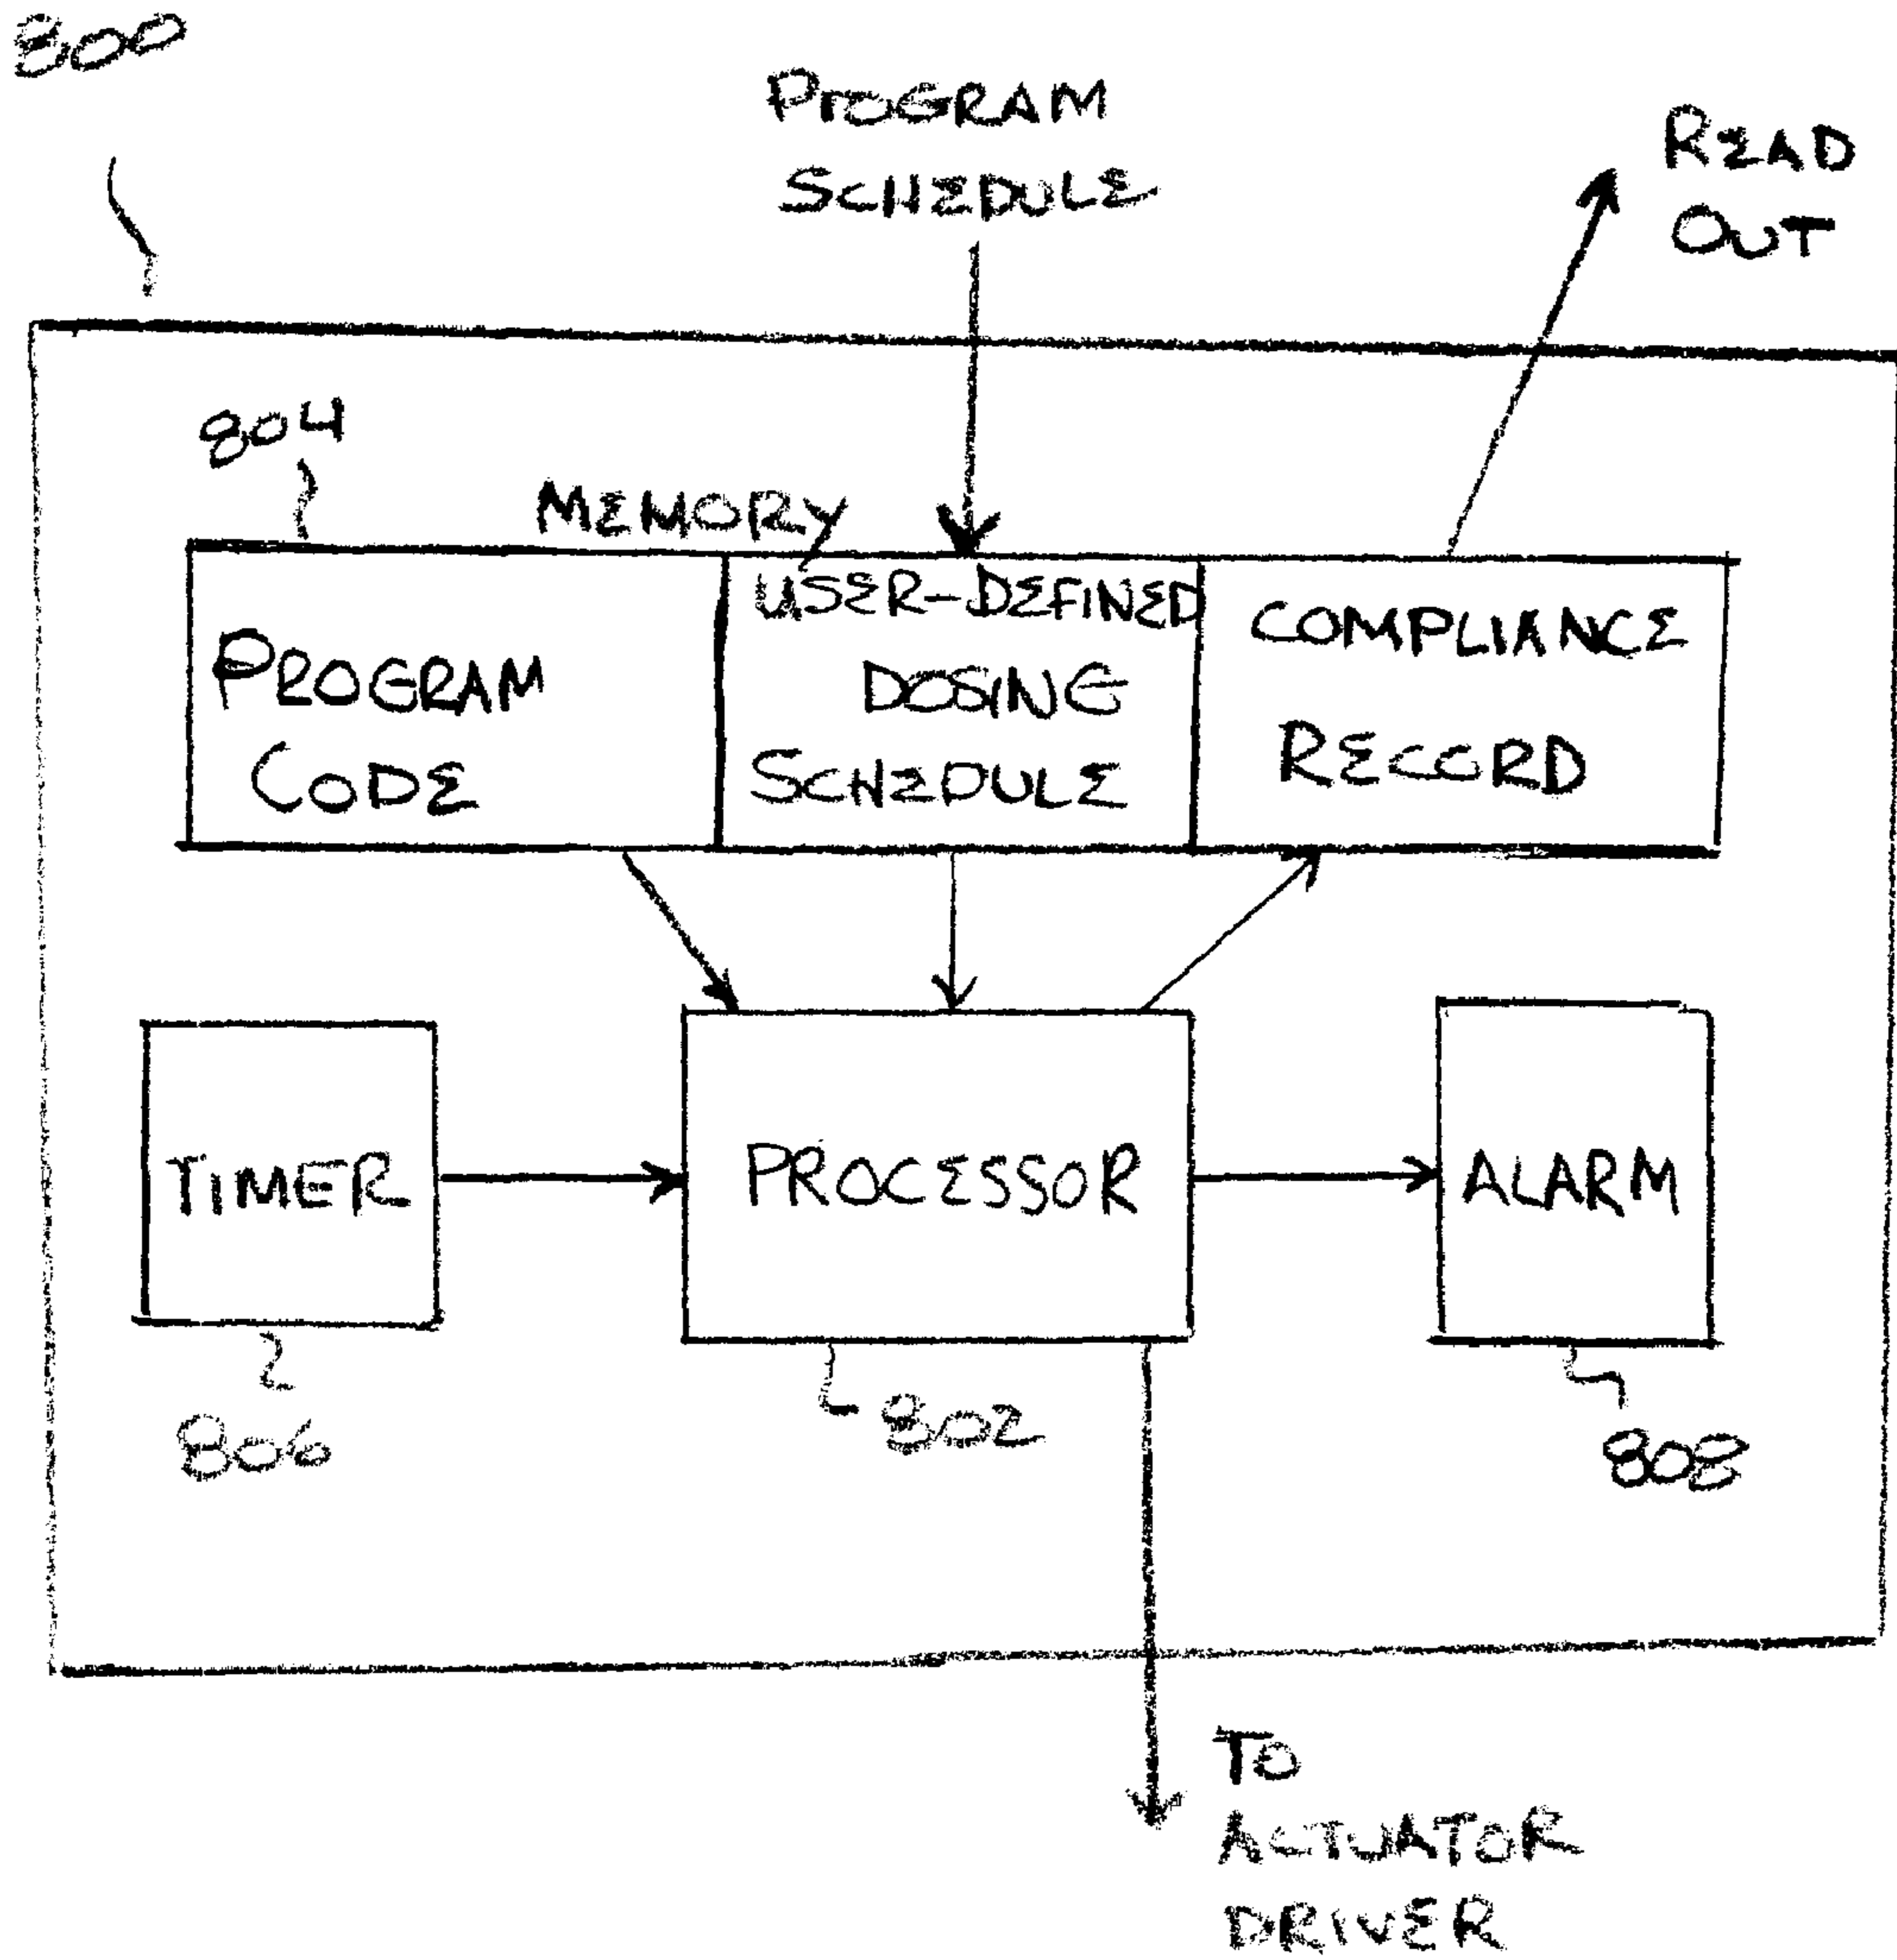 800
PROGRAM
SCHEDULE
READ
OUT
804
MEMORY
PROGRAM
CODE
USER-DEFINED
DOSING
SCHEDULE
COMPLIANCE
RECORD
TIMER
PROCESSOR
ALARM
806
802
808
TO
ACTUATOR
DRIVER